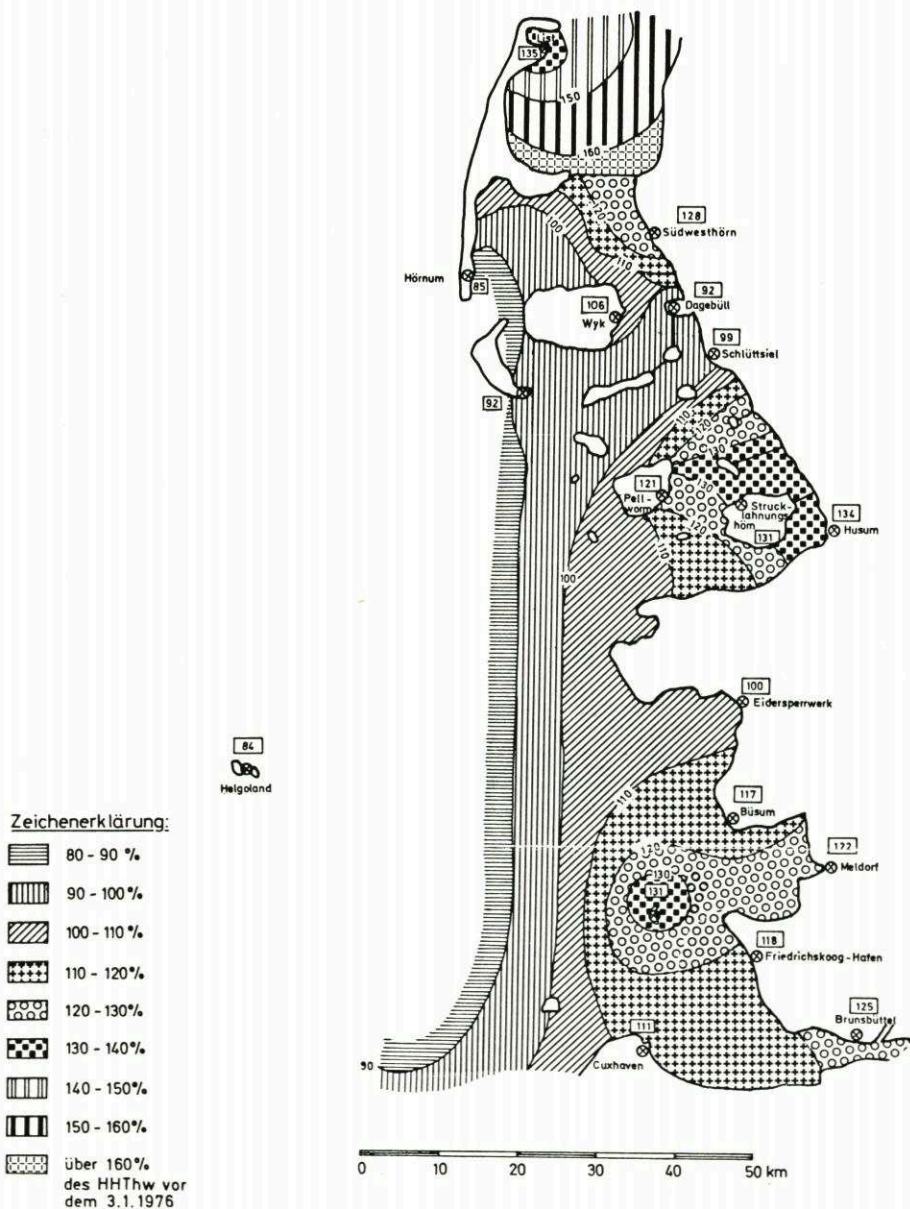 List
135
150
160
120
128
Südwesthörn
100
110
Hörnum
85
106
Wyk
92
Dagebüll
99
Schlüttsiel
92
110
120
130
121
Pell-
worm
130
Struck-
lahnungs
hörn
131
134
Husum
120
110
100
100
Eidersperrwerk
84
Helgoland
110
117
Büsum
120
122
Meldorf
130
131
118
Friedrichskoog-Hafen
125
Brunsbüttel
111
Cuxhaven
90
Zeichenerklärung:
80 - 90 %
90 - 100%
100 - 110 %
110 - 120%
120 - 130%
130 - 140%
140 - 150%
150 - 160%
über 160%
des HHThw vor
dem 3.1.1976
0 10 20 30 40 50 km